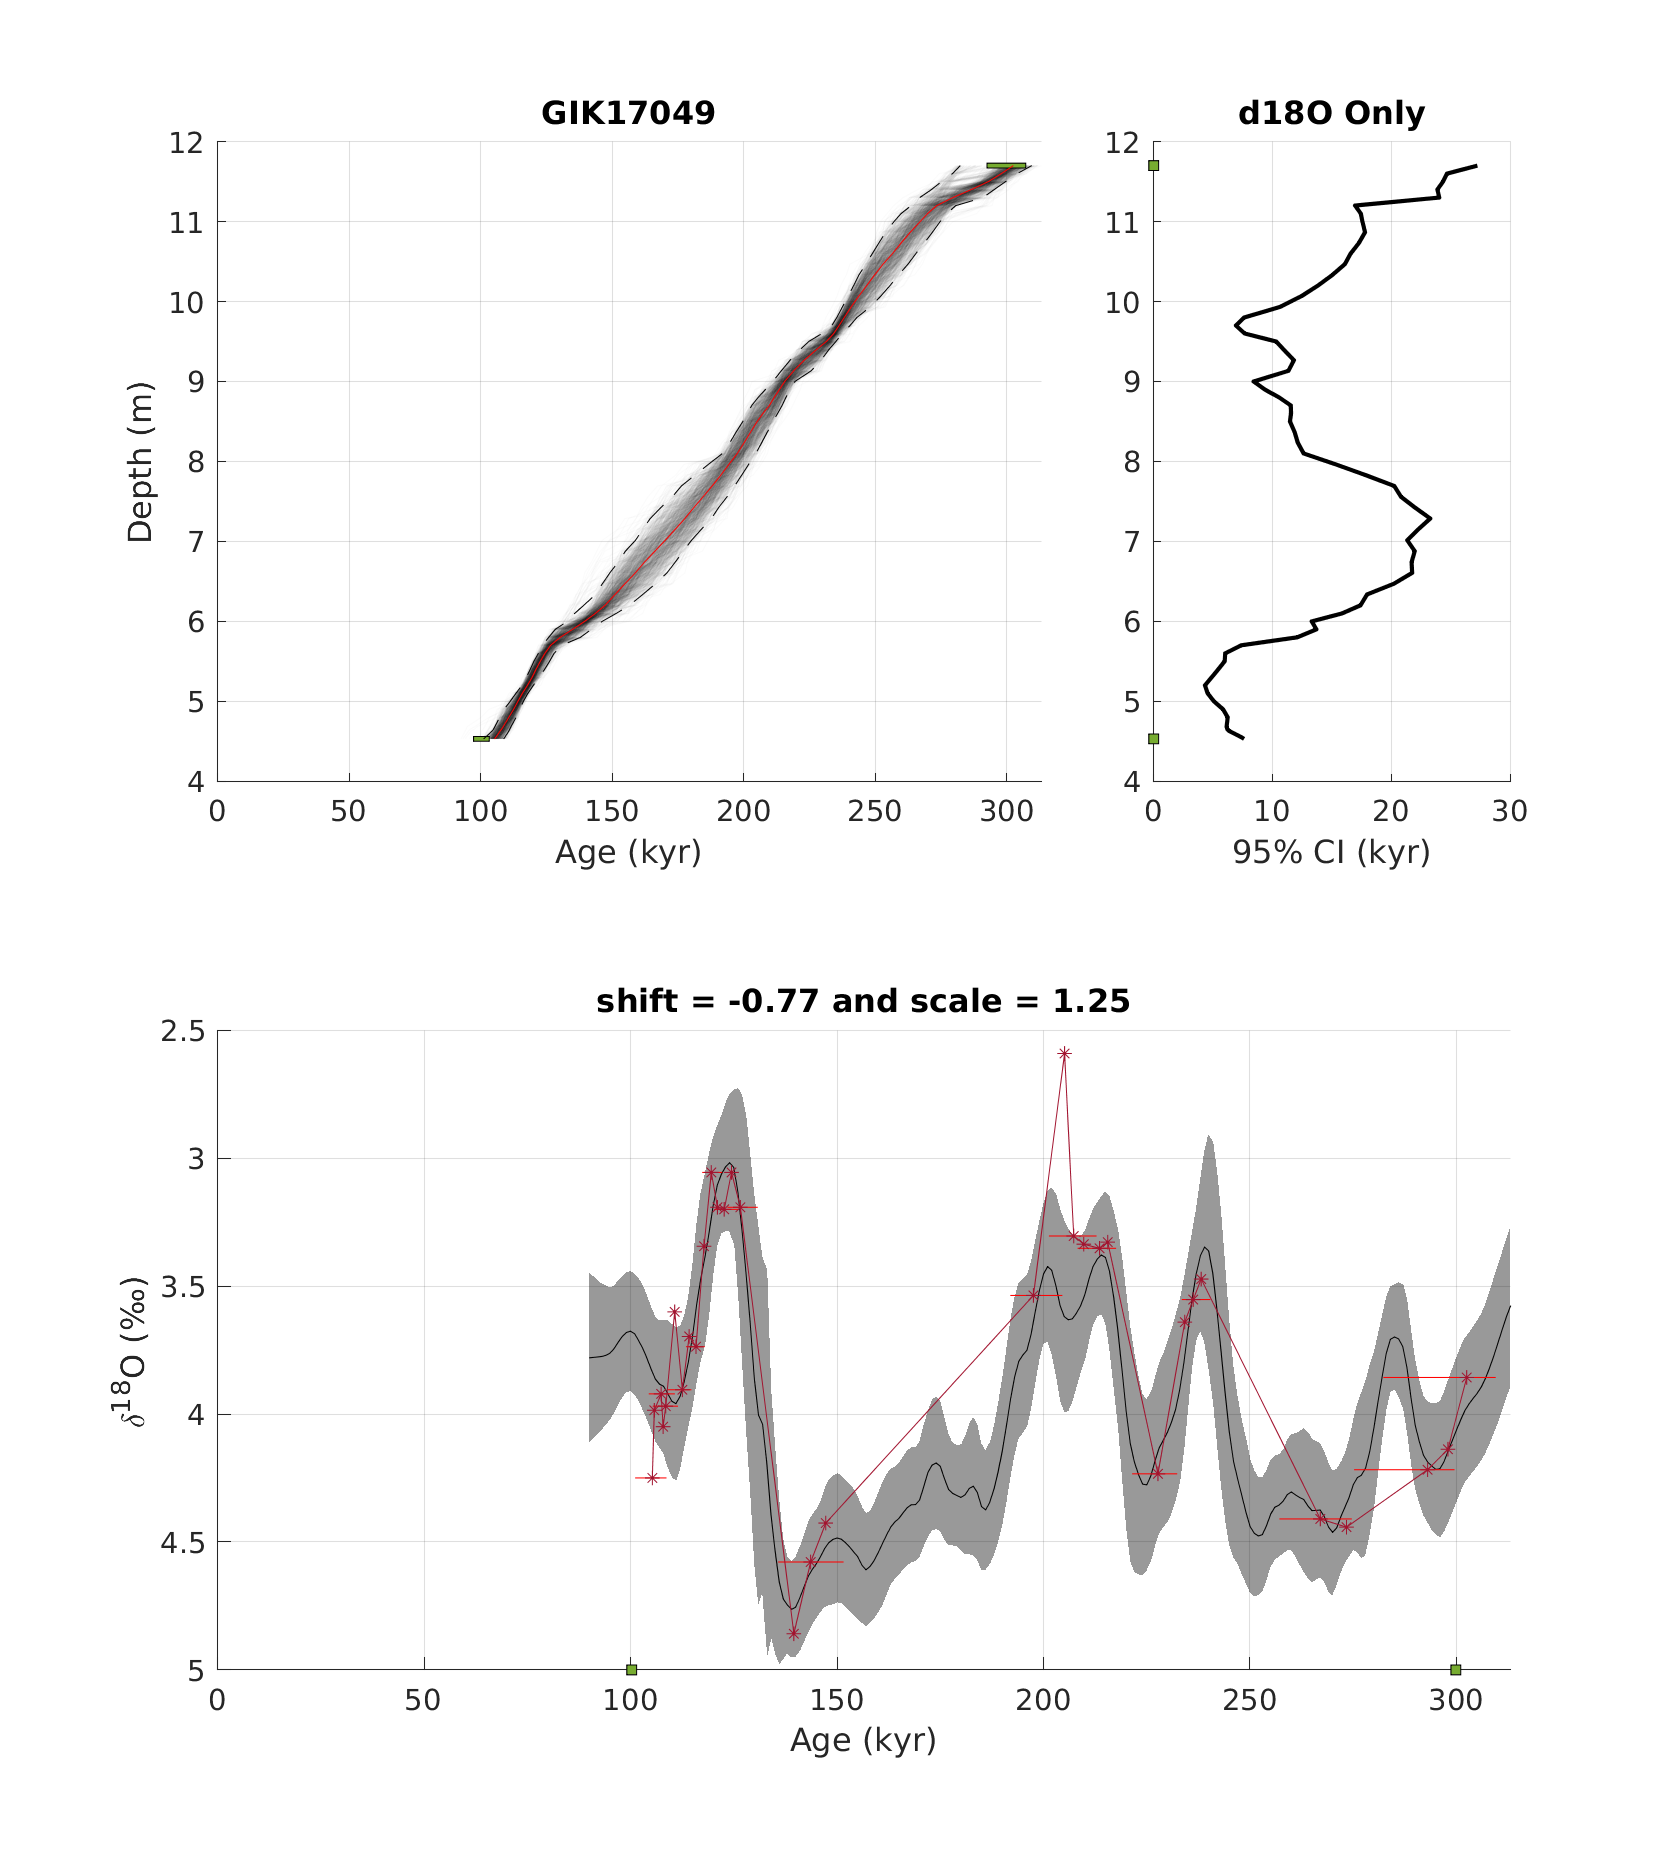 GIK17049
d18O Only
12
11
10
9
8
7
6
5
4
Depth (m)
0 50 100 150 200 250 300
Age (kyr)
12
11
10
9
8
7
6
5
4
0 10 20 30
95% CI (kyr)
shift = -0.77 and scale = 1.25
2.5
3
3.5
4
4.5
5
δ18O (‰)
0 50 100 150 200 250 300
Age (kyr)